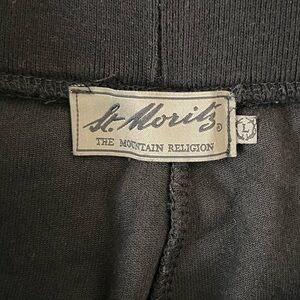 St. Moritz®
THE MOUNTAIN RELIGION
L